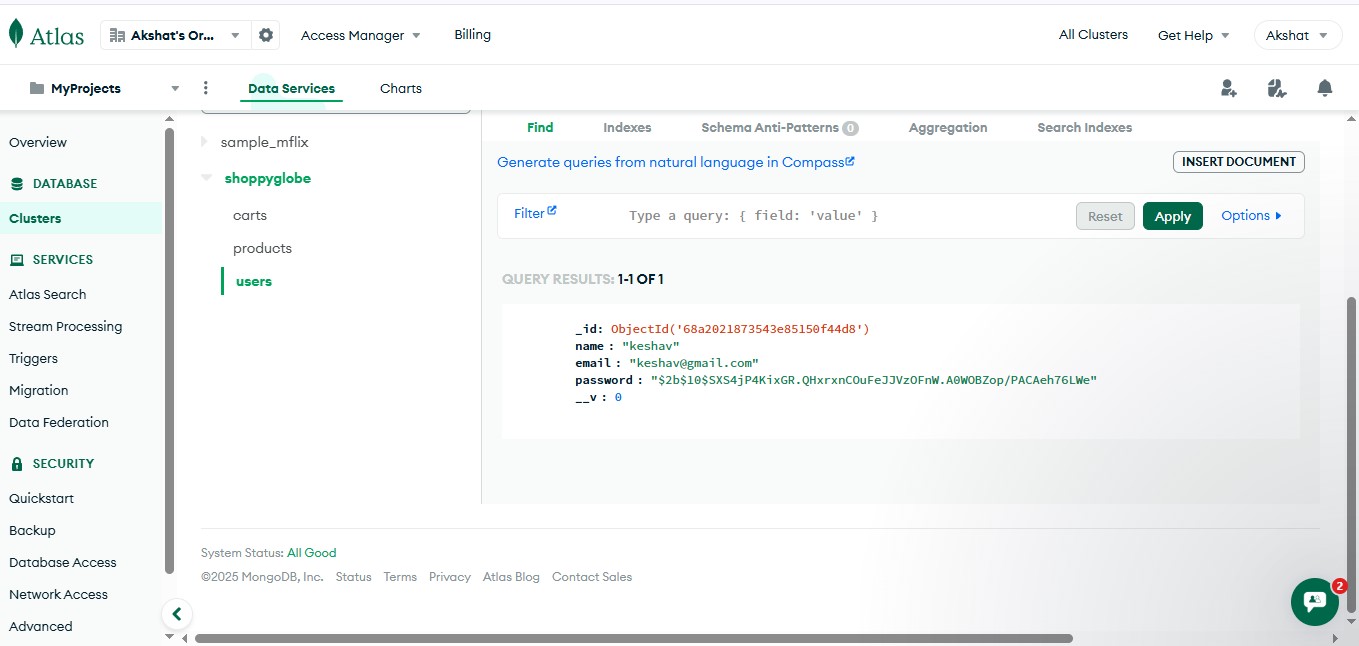 Atlas Akshat's Or... Access Manager Billing All Clusters Get Help Akshat
MyProjects Data Services Charts
Overview
DATABASE
Clusters
SERVICES
Atlas Search
Stream Processing
Triggers
Migration
Data Federation
SECURITY
Quickstart
Backup
Database Access
Network Access
Advanced
sample_mflix
shoppyglobe
carts
products
users
Find Indexes Schema Anti-Patterns 0 Aggregation Search Indexes
Generate queries from natural language in Compass
INSERT DOCUMENT
Filter Type a query: { field: 'value' } Reset Apply Options
QUERY RESULTS: 1-1 OF 1
_id: ObjectId('68a2021873543e85150f44d8')
name : "keshav"
email : "keshav@gmail.com"
password : "$2b$10$SXS4jP4KixGR.QHxrxnCOuFeJJVzOFnW.A0WOBZop/PACAeh76LWe"
__v : 0
System Status: All Good
©2025 MongoDB, Inc. Status Terms Privacy Atlas Blog Contact Sales
2